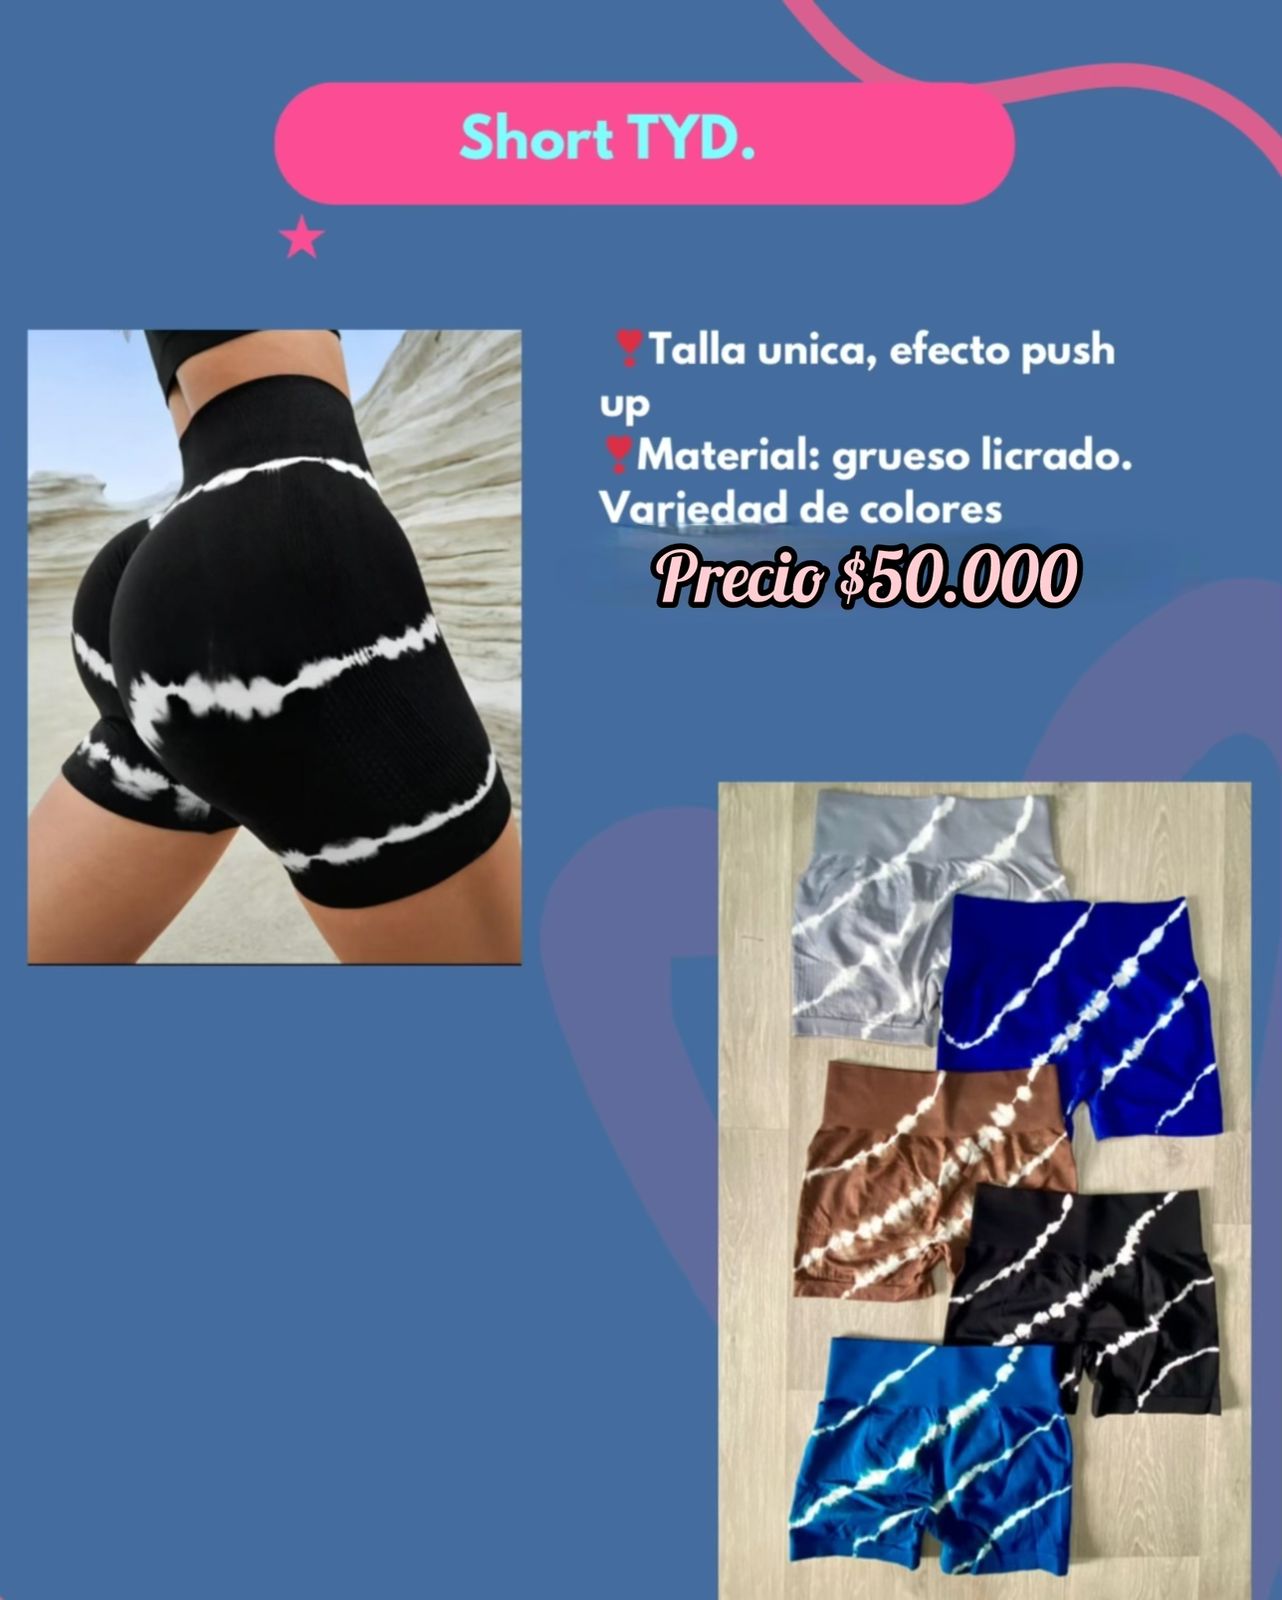 Short TYD.
❣Talla unica, efecto push
up
❣Material: grueso licrado.
Variedad de colores
Precio $50.000